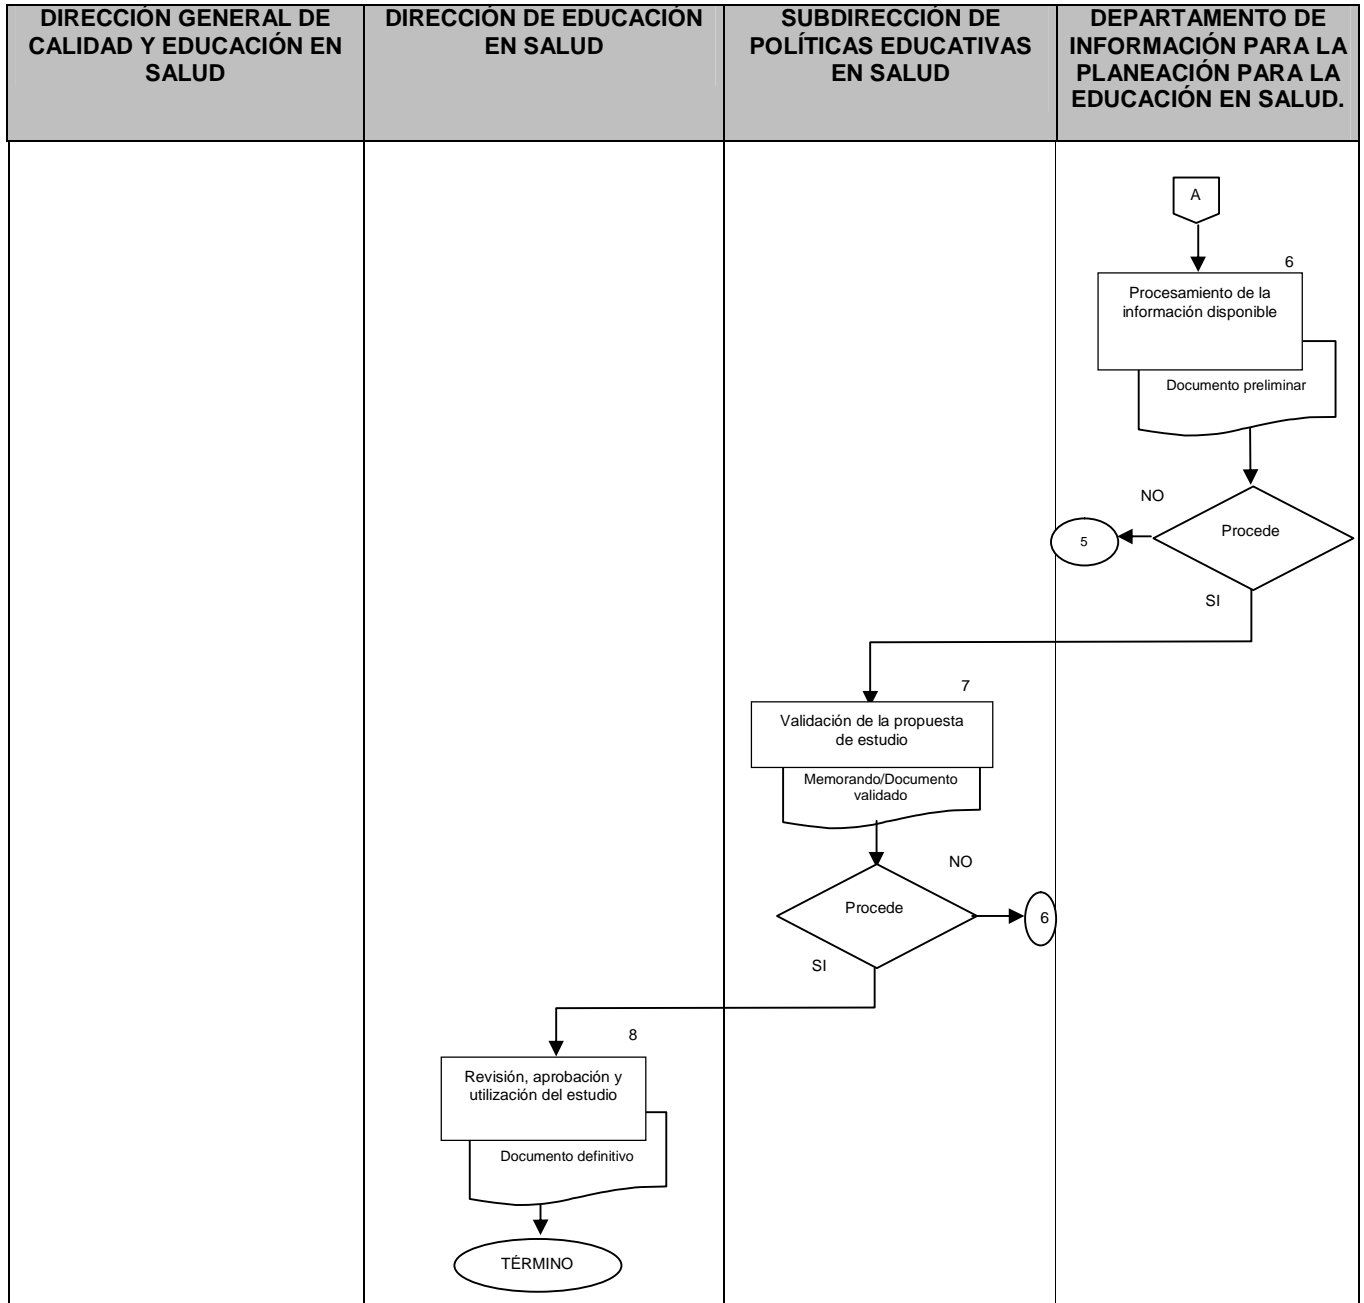 DIRECCIÓN GENERAL DE
CALIDAD Y EDUCACIÓN EN
SALUD
DIRECCIÓN DE EDUCACIÓN
EN SALUD
SUBDIRECCIÓN DE
POLÍTICAS EDUCATIVAS
EN SALUD
DEPARTAMENTO DE
INFORMACIÓN PARA LA
PLANEACIÓN PARA LA
EDUCACIÓN EN SALUD.
A
6
Procesamiento de la
información disponible
Documento preliminar
NO
Procede
5
SI
7
Validación de la propuesta
de estudio
Memorando/Documento
validado
NO
Procede
6
SI
8
Revisión, aprobación y
utilización del estudio
Documento definitivo
TÉRMINO